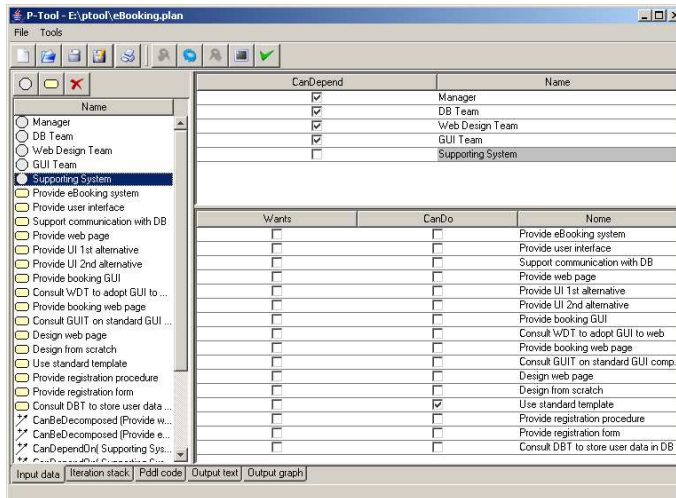 P-Tool - E:\ptool\eBooking.plan
File Tools
Name
Manager
DB Team
Web Design Team
GUI Team
Supporting System
Provide eBooking system
Provide user interface
Support communication with DB
Provide web page
Provide UI 1st alternative
Provide UI 2nd alternative
Provide booking GUI
Consult WDT to adopt GUI to ...
Provide booking web page
Consult GUIT on standard GUI ...
Design web page
Design from scratch
Use standard template
Provide registration procedure
Provide registration form
Consult DBT to store user data ...
CanBeDecomposed (Provide w...
CanBeDecomposed (Provide e...
CanDependOn( Supporting Sys...
CanDepend Name
Manager
DB Team
Web Design Team
GUI Team
Supporting System
Wants CanDo Nome
Provide eBooking system
Provide user interface
Support communication with DB
Provide web page
Provide UI 1st alternative
Provide UI 2nd alternative
Provide booking GUI
Consult WDT to adopt GUI to web
Provide booking web page
Consult GUIT on standard GUI comp.
Design web page
Design from scratch
Use standard template
Provide registration procedure
Provide registration form
Consult DBT to store user data in DB
Input data Iteration stack Pddl code Output text Output graph